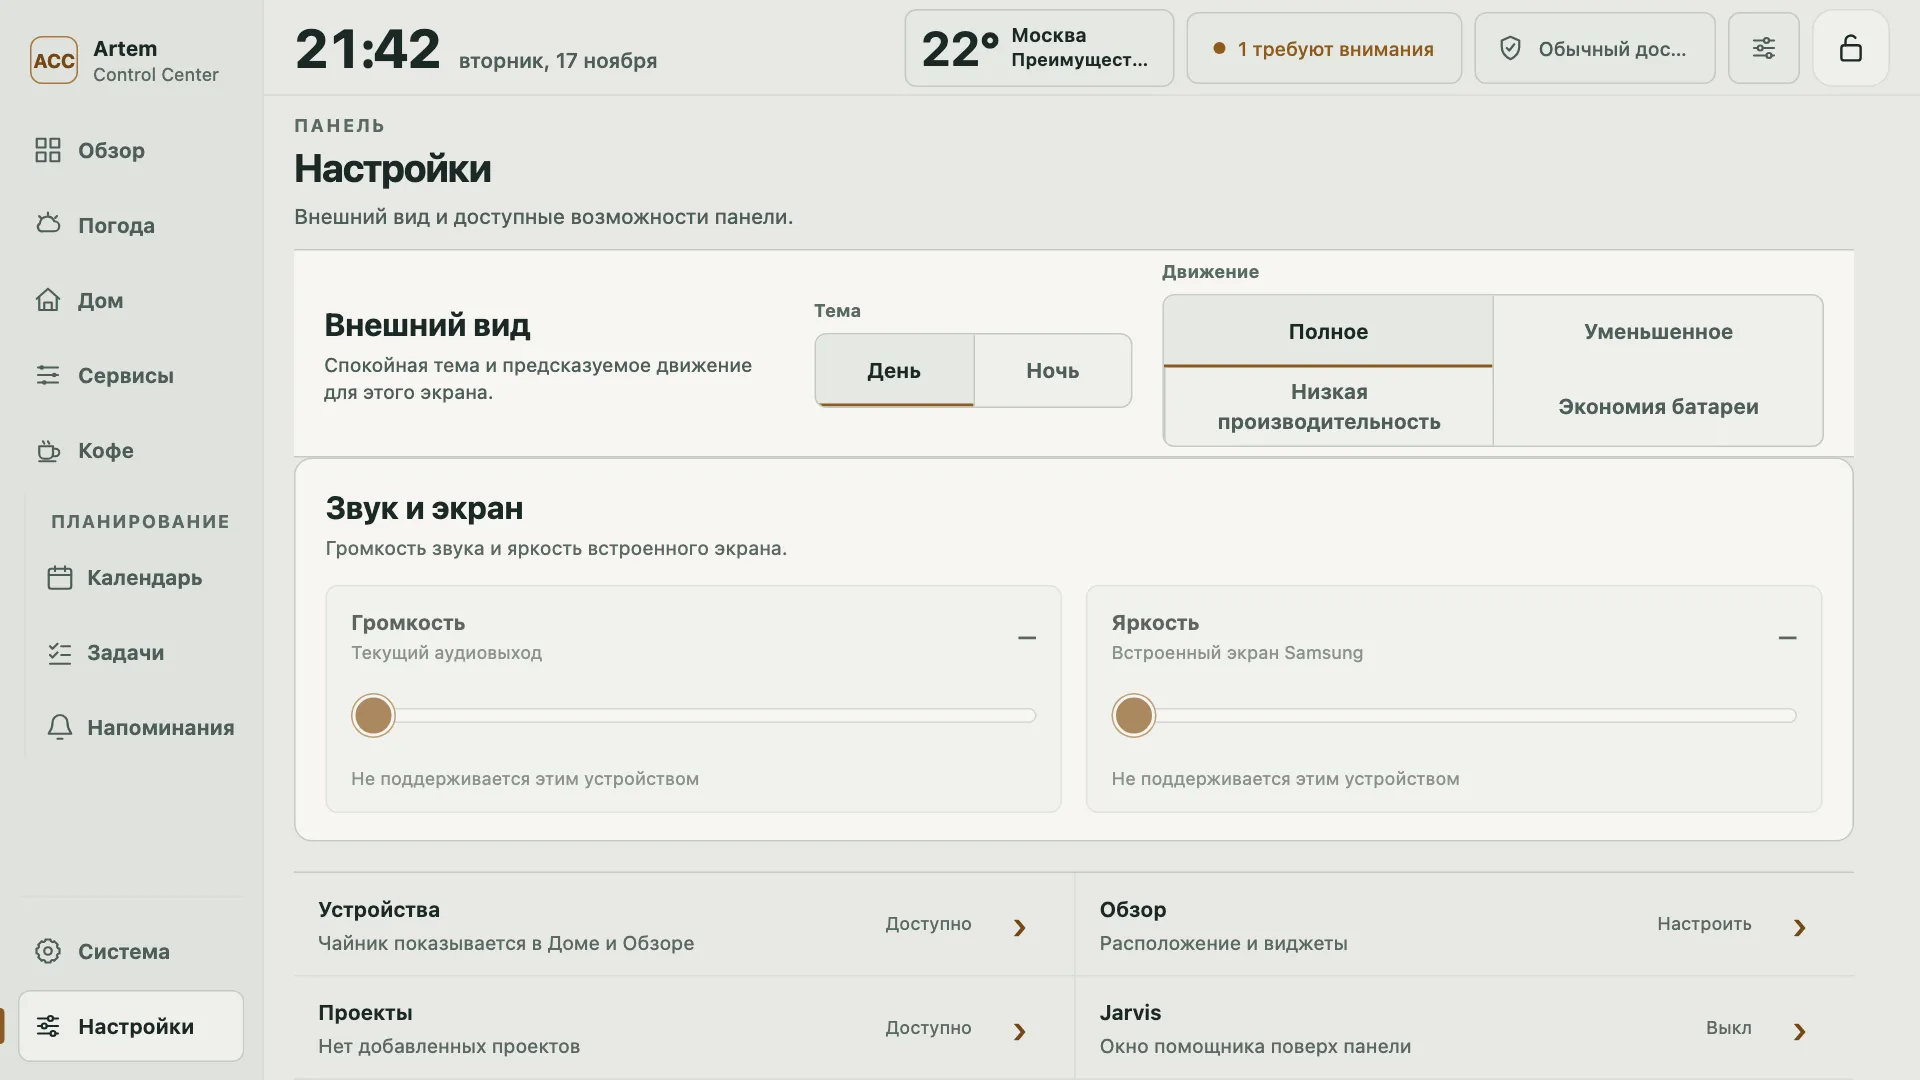 ACC
Artem
Control Center
Обзор
Погода
Дом
Сервисы
Кофе
ПЛАНИРОВАНИЕ
Календарь
Задачи
Напоминания
Система
Настройки
21:42 вторник, 17 ноября
22° Москва
Преимущест...
1 требуют внимания
Обычный дос...
ПАНЕЛЬ
Настройки
Внешний вид и доступные возможности панели.
Внешний вид
Спокойная тема и предсказуемое движение
для этого экрана.
Тема
День
Ночь
Движение
Полное
Уменьшенное
Низкая
производительность
Экономия батареи
Звук и экран
Громкость звука и яркость встроенного экрана.
Громкость
Текущий аудиовыход
—
Не поддерживается этим устройством
Яркость
Встроенный экран Samsung
—
Не поддерживается этим устройством
Устройства
Чайник показывается в Доме и Обзоре
Доступно
Обзор
Расположение и виджеты
Настроить
Проекты
Нет добавленных проектов
Доступно
Jarvis
Окно помощника поверх панели
Выкл